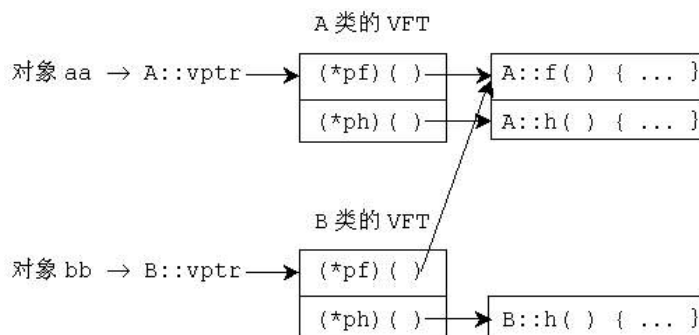 A 类的 VFT
对象 aa → A::vptr (*pf)( ) A::f( ) { ... }
(*ph)( ) A::h( ) { ... }
B 类的 VFT
对象 bb → B::vptr (*pf)( )
(*ph)( ) B::h( ) { ... }